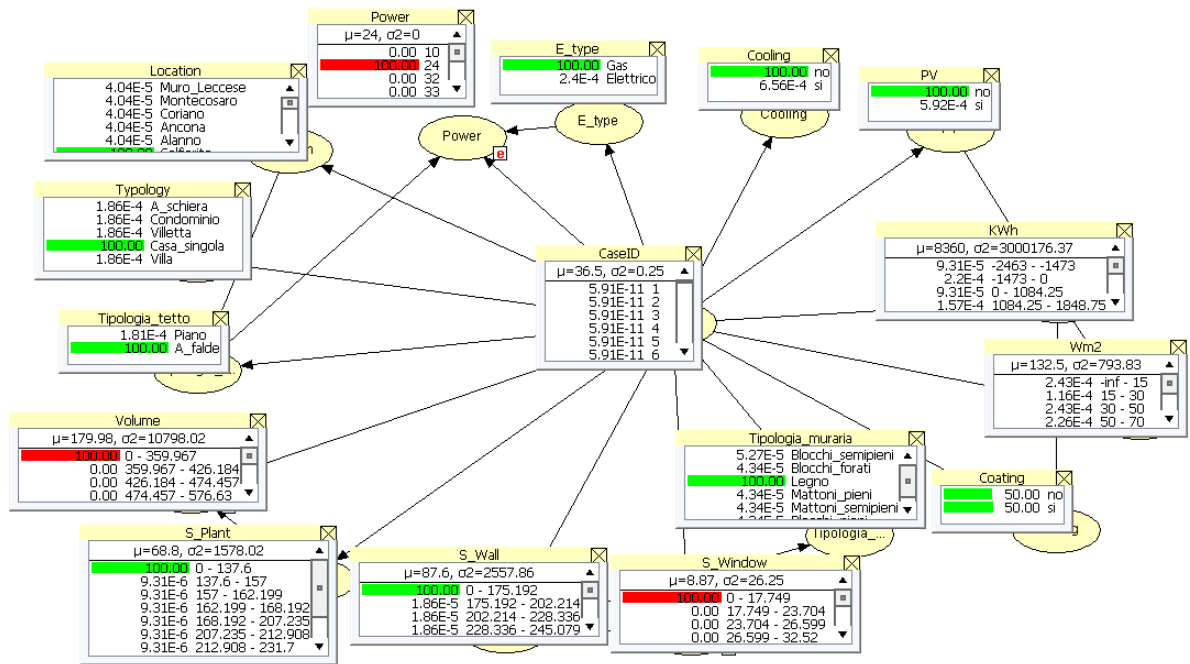 Power
μ=24, σ2=0
0.00 10
100.00 24
0.00 32
0.00 33
E_type
100.00 Gas
2.4E-4 Elettrico
Cooling
100.00 no
6.56E-4 si
Cooling
PV
100.00 no
5.92E-4 si
Location
4.04E-5 Muro_Leccese
4.04E-5 Montecosaro
4.04E-5 Coriano
4.04E-5 Ancona
4.04E-5 Alanno
Power
e
E_type
Typology
1.86E-4 A_schiera
1.86E-4 Condominio
1.86E-4 Villetta
100.00 Casa_singola
1.86E-4 Villa
CaseID
μ=36.5, σ2=0.25
5.91E-11 1
5.91E-11 2
5.91E-11 3
5.91E-11 4
5.91E-11 5
5.91E-11 6
KWh
μ=8360, σ2=3000176.37
9.31E-5 -2463 - -1473
2.2E-4 -1473 - 0
9.31E-5 0 - 1084.25
1.57E-4 1084.25 - 1848.75
Tipologia_tetto
1.81E-4 Piano
100.00 A_falde
Wm2
μ=132.5, σ2=793.83
2.43E-4 -inf - 15
1.16E-4 15 - 30
2.43E-4 30 - 50
2.26E-4 50 - 70
Volume
μ=179.98, σ2=10798.02
100.00 0 - 359.967
0.00 359.967 - 426.184
0.00 426.184 - 474.457
0.00 474.457 - 576.63
Tipologia_muraria
5.27E-5 Blocchi_semipieni
4.34E-5 Blocchi_forati
100.00 Legno
4.34E-5 Mattoni_pieni
4.34E-5 Mattoni_semipieni
Coating
50.00 no
50.00 si
Tipologia_...
S_Plant
μ=68.8, σ2=1578.02
100.00 0 - 137.6
9.31E-6 137.6 - 157
9.31E-6 157 - 162.199
9.31E-6 162.199 - 168.192
9.31E-6 168.192 - 207.235
9.31E-6 207.235 - 212.908
9.31E-6 212.908 - 231.7
S_Wall
μ=87.6, σ2=2557.86
100.00 0 - 175.192
1.86E-5 175.192 - 202.214
1.86E-5 202.214 - 228.336
1.86E-5 228.336 - 245.079
S_Window
μ=8.87, σ2=26.25
100.00 0 - 17.749
0.00 17.749 - 23.704
0.00 23.704 - 26.599
0.00 26.599 - 32.52